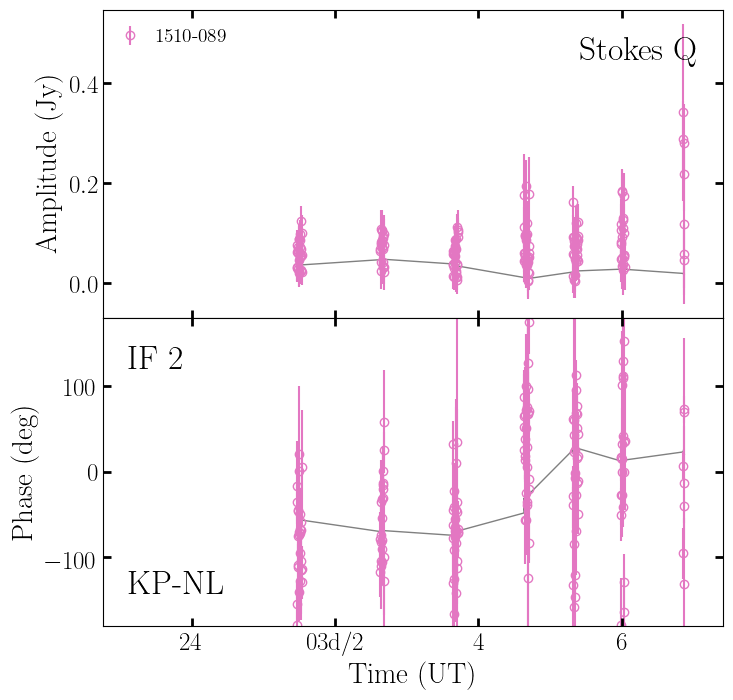 1510-089
Stokes Q
Amplitude (Jy)
0.4
0.2
0.0
IF 2
Phase (deg)
100
0
−100
KP-NL
24 03d/2 4 6
Time (UT)